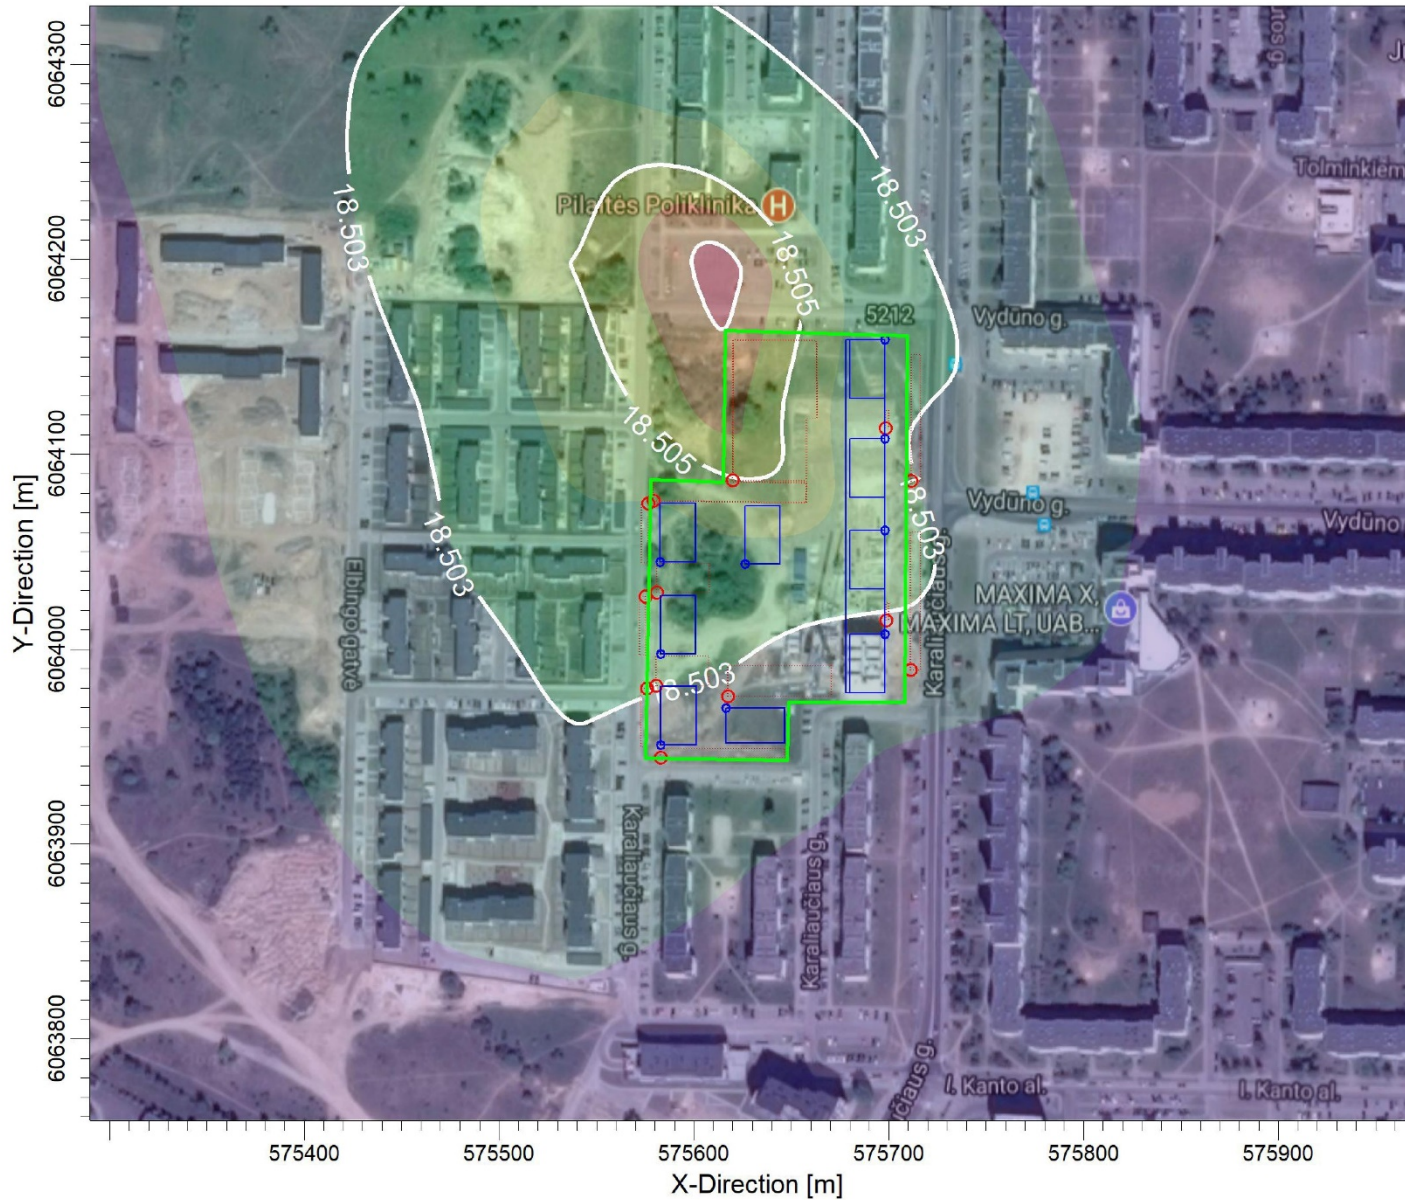 6064300
6064200
6064100
6064000
6063900
6063800
Y-Direction [m]
18.503
Pilaitės Poliklinika
H
18.505
18.503
Tolminkiem
5212
Vydūno g.
18.505
18.503
Vydūno g.
Vydūno
18.503
Elbingo gatvė
MAXIMA X,
MAXIMA LT, UAB...
Karaliaučiaus g.
18.503
Karaliaučiaus g.
Karaliaučiaus g.
čiaus g.
I. Kanto al.
I. Kanto al.
575400
575500
575600
575700
575800
575900
X-Direction [m]